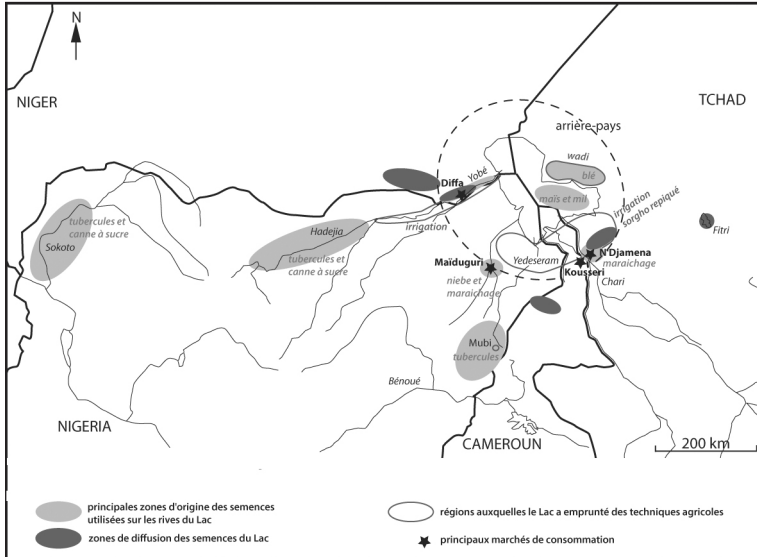 N
NIGER
TCHAD
arrière-pays
wadi
blé
Diffa
Yobé
maïs et mil
irrigation
sorgho repiqué
Fitri
tubercules et
canne à sucre
Sokoto
Hadejia
irrigation
tubercules et
canne à sucre
Maïduguri
Yedeseram
N'Djamena
maraichage
Kousseri
niebe et
maraichage
Chari
Mubi
tubercules
Bénoué
NIGERIA
CAMEROUN
200 km
principales zones d'origine des semences
utilisées sur les rives du Lac
zones de diffusion des semences du Lac
régions auxquelles le Lac a emprunté des techniques agricoles
principaux marchés de consommation